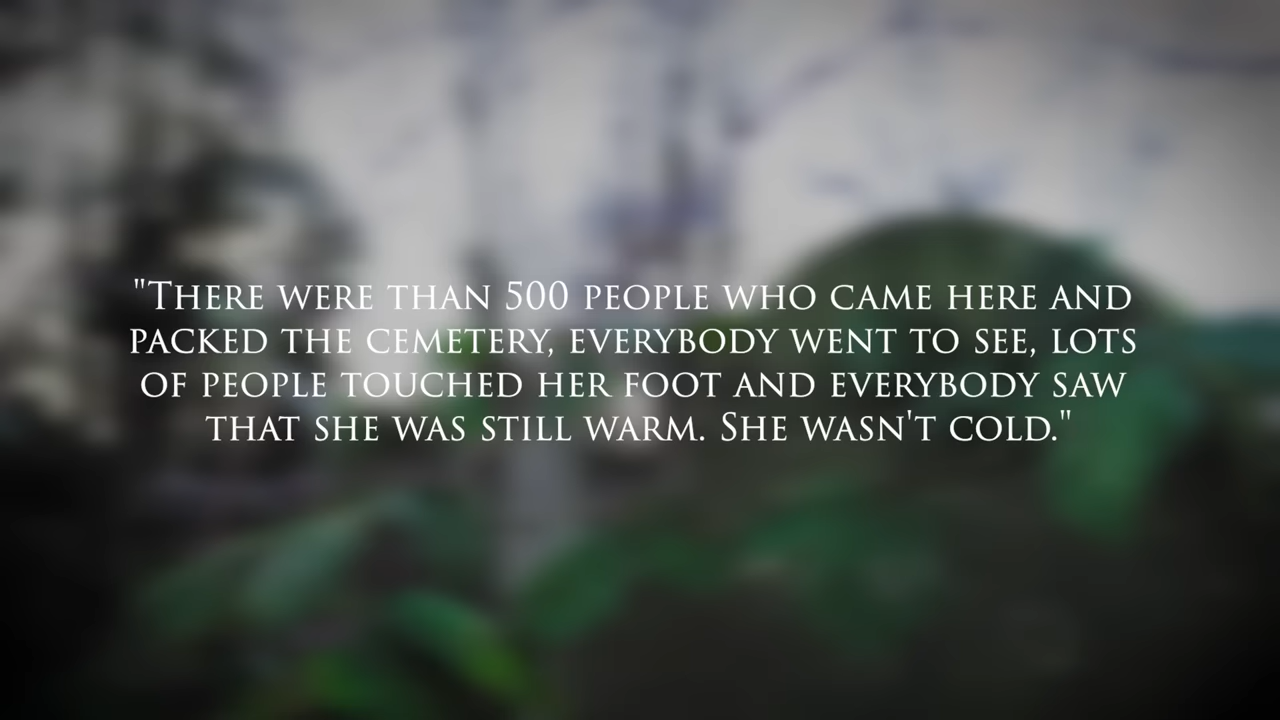 "There were than 500 people who came here and
packed the cemetery, everybody went to see, lots
of people touched her foot and everybody saw
that she was still warm. She wasn't cold."